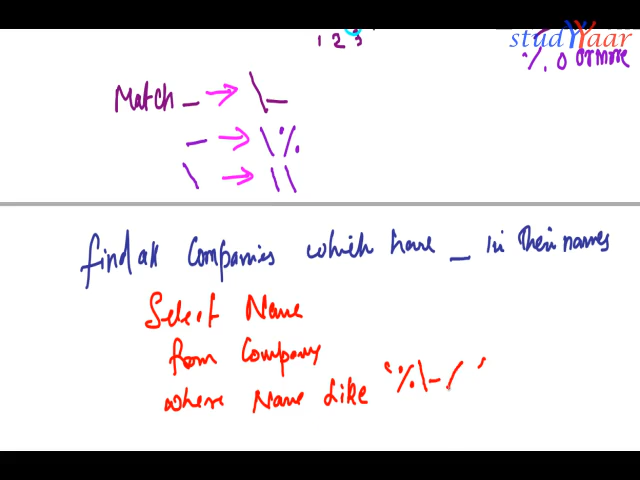 1 2 3
studYYaar
% 0 or more
Match _ → \_
— → \%
\ → \\
find all Companies which have _ in their names
Select Name
from Company
where Name Like '%\_/'